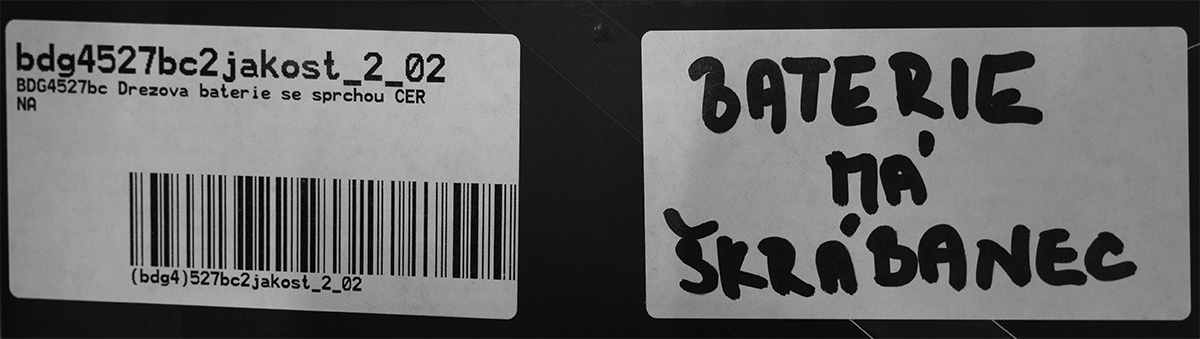 bdg4527bc2jakost_2_02
BDG4527bc Drezova baterie se sprchou CER
NA
(bdg4)527bc2jakost_2_02
BATERIE
MÁ
ŠKRÁBANEC